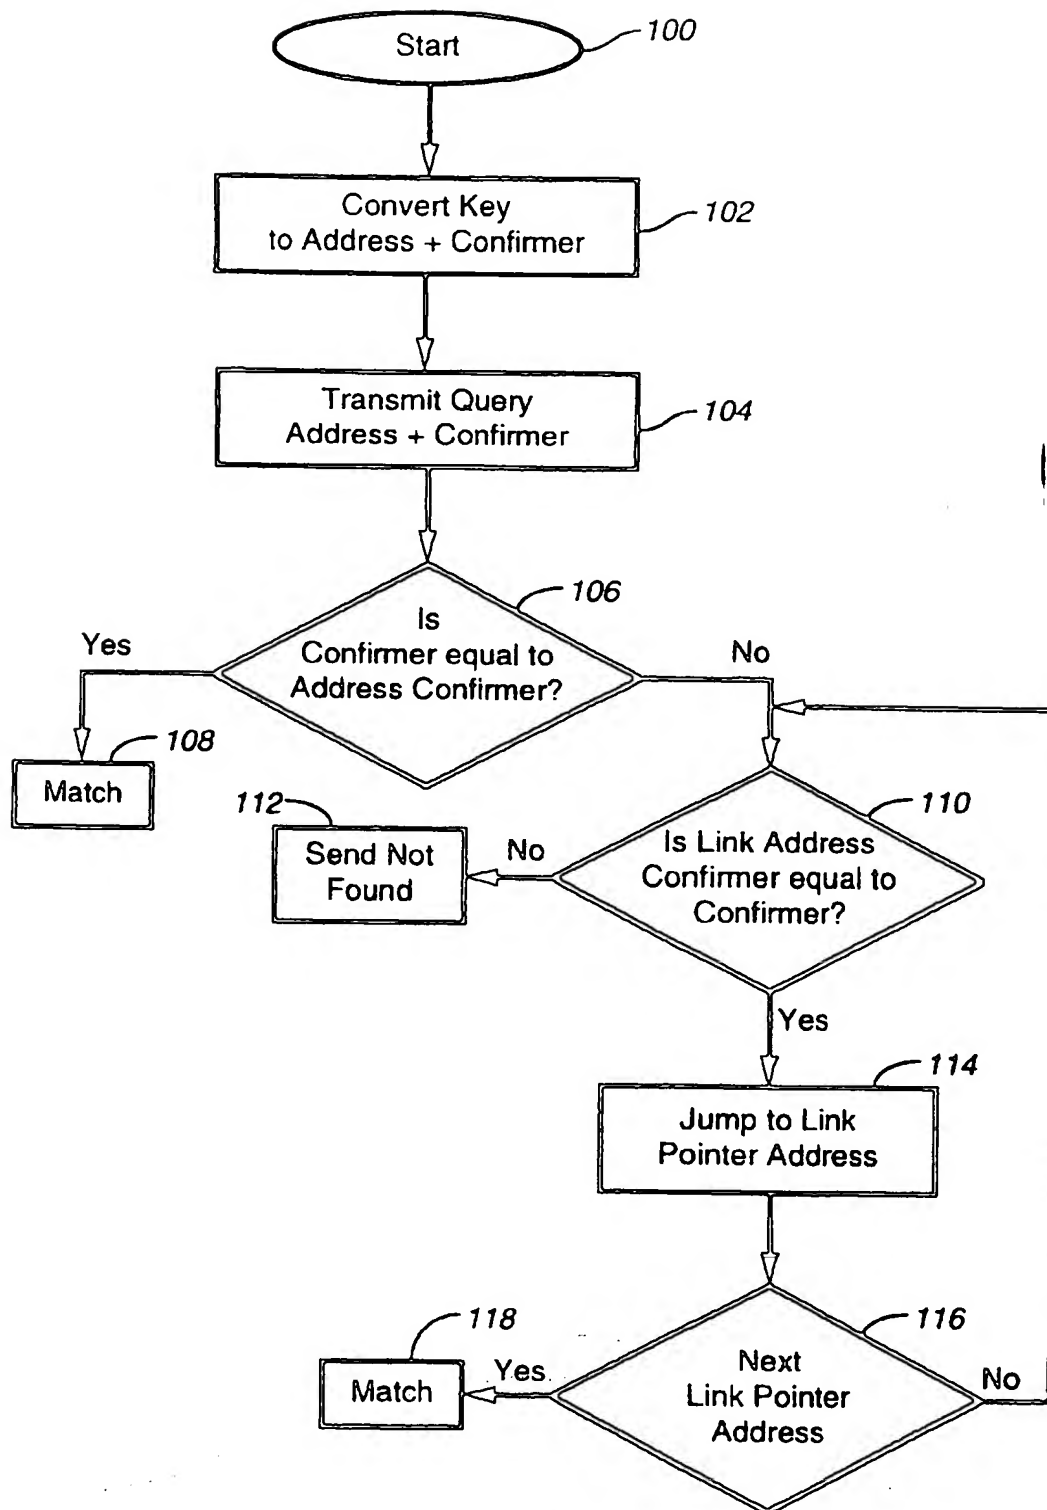 Start
100
Convert Key
to Address + Confirmer
102
Transmit Query
Address + Confirmer
104
Is
Confirmer equal to
Address Confirmer?
106
Yes
No
Match
108
Is Link Address
Confirmer equal to
Confirmer?
110
No
Send Not
Found
112
Yes
Jump to Link
Pointer Address
114
Next
Link Pointer
Address
116
Yes
No
Match
118